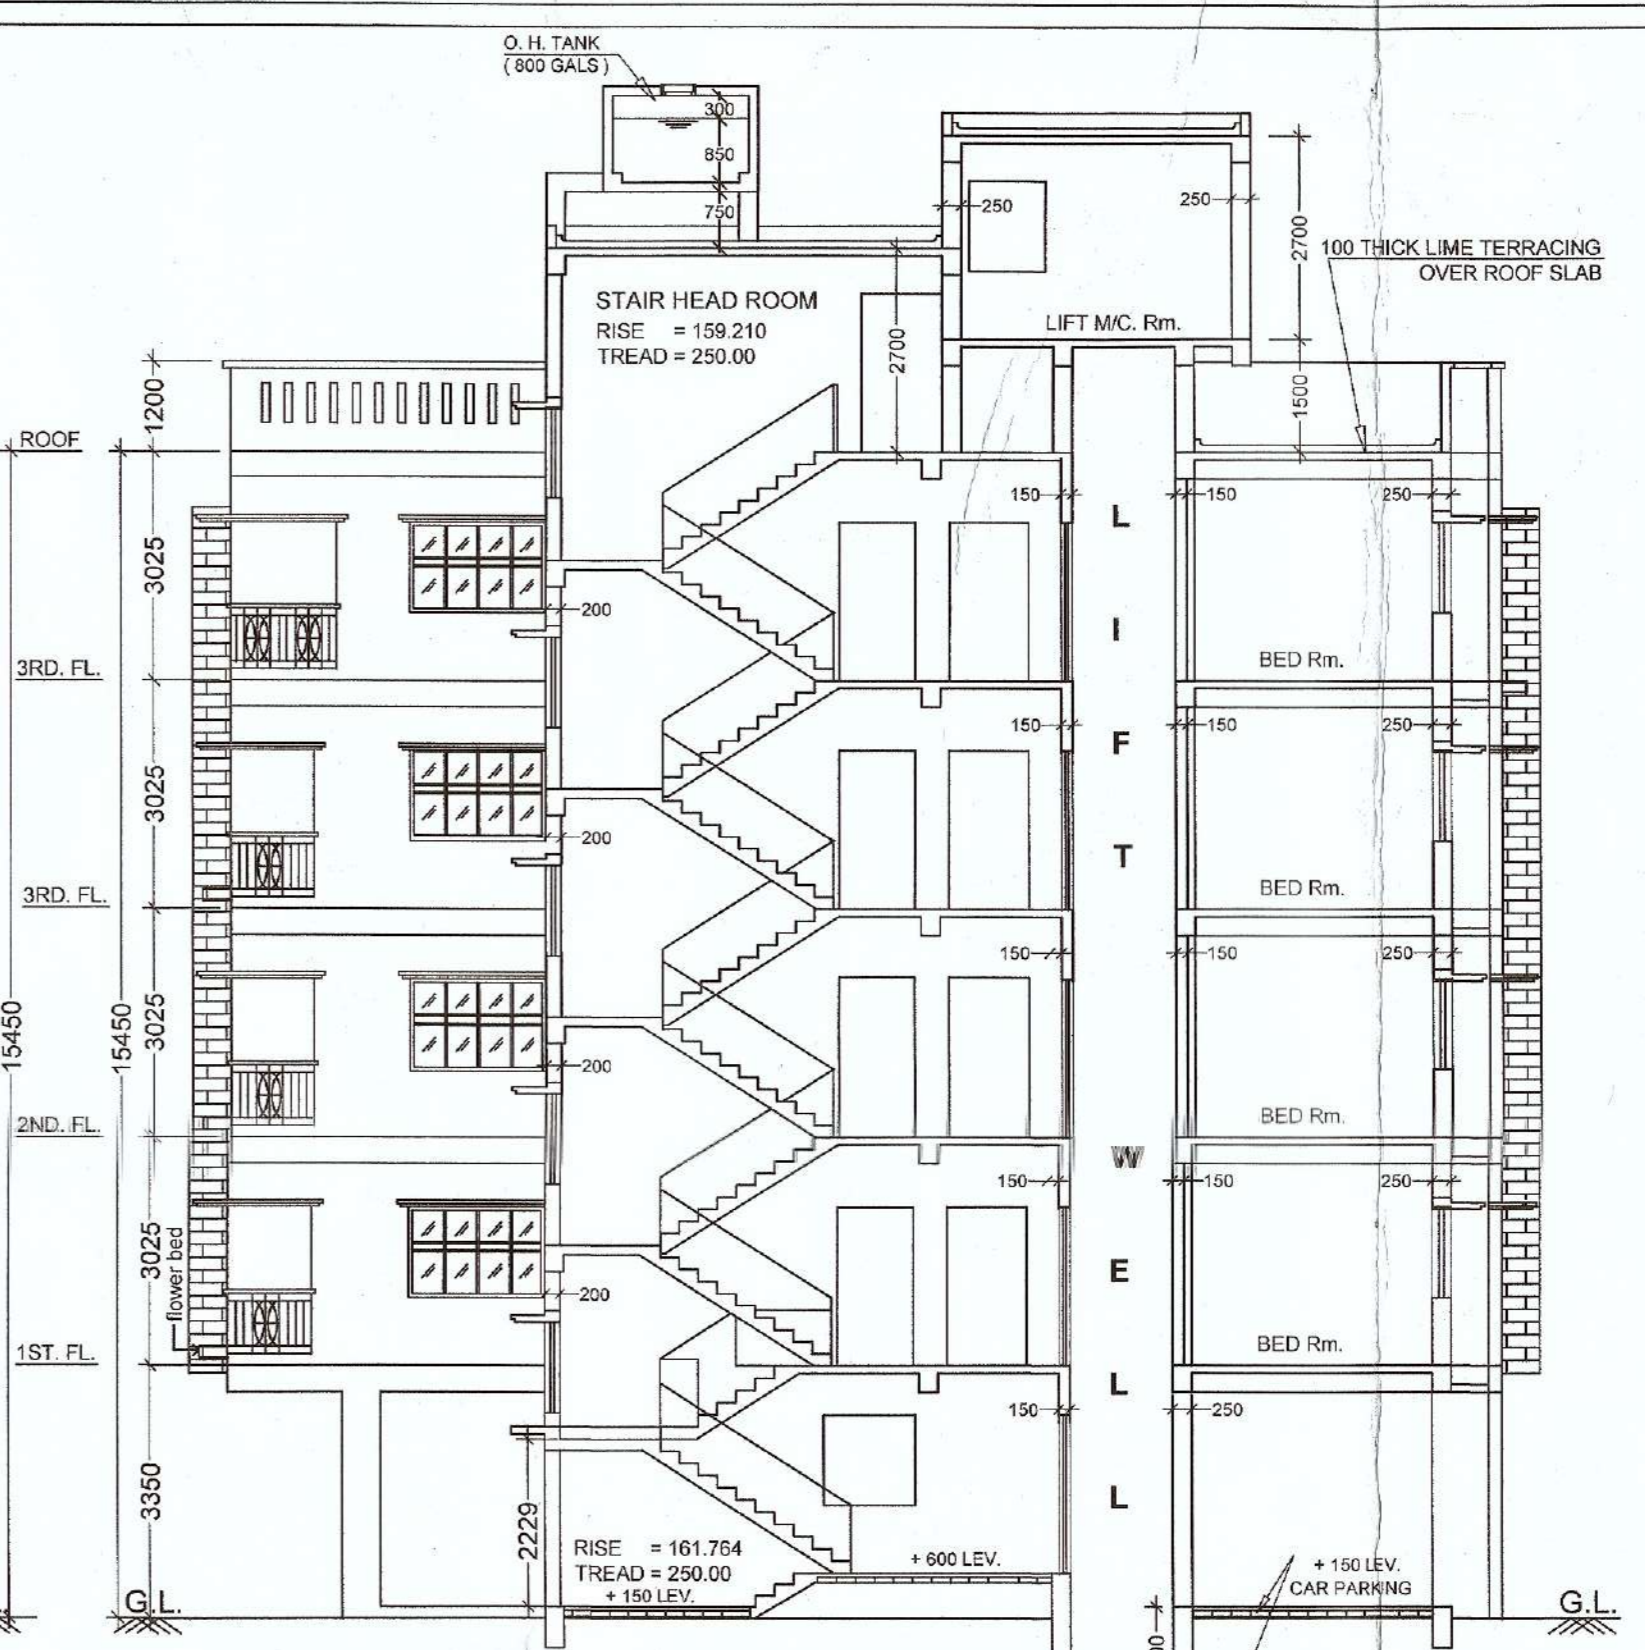 O. H. TANK
( 800 GALS )
300
850
750
250
250
2700
100 THICK LIME TERRACING
OVER ROOF SLAB
STAIR HEAD ROOM
RISE = 159.210
TREAD = 250.00
LIFT M/C. Rm.
2700
1200
1500
ROOF
150
150
250
3025
200
L
I
F
T
BED Rm.
3RD. FL.
150
150
250
3025
200
BED Rm.
3RD. FL.
150
150
250
15450
15450
3025
200
BED Rm.
2ND. FL.
W
E
L
L
150
150
250
3025
flower bed
200
BED Rm.
1ST. FL.
150
250
3350
2229
RISE = 161.764
TREAD = 250.00
+ 150 LEV.
+ 600 LEV.
+ 150 LEV.
CAR PARKING
G.L.
G.L.